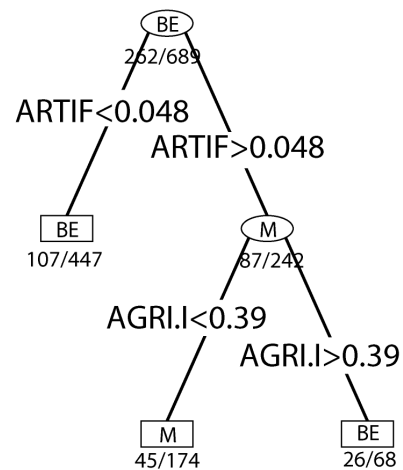 BE
262/689
ARTIF<0.048
ARTIF>0.048
BE
107/447
M
87/242
AGRI.I<0.39
AGRI.I>0.39
M
45/174
BE
26/68